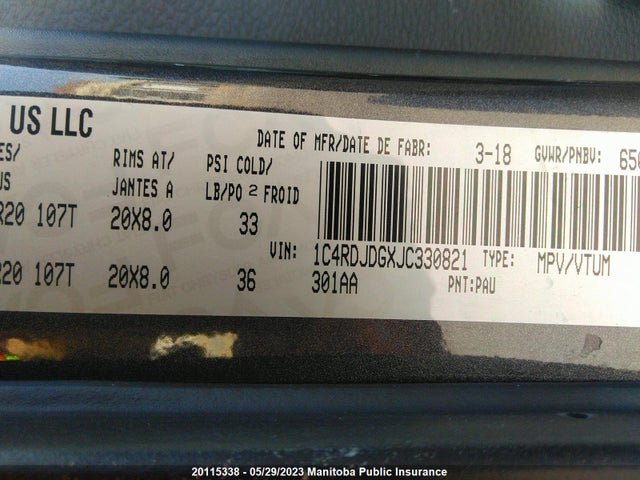 US LLC
DATE OF MFR/DATE DE FABR: 3-18 GVWR/PNBV:
RIMS AT/ PSI COLD/
JANTES A LB/PO 2 FROID
R20 107T 20X8.0 33
VIN: 1C4RDJDGXJC330821 TYPE: MPV/VTUM
R20 107T 20X8.0 36 301AA PNT:PAU
20115338 - 05/29/2023 Manitoba Public Insurance